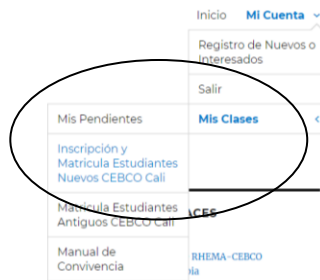 Inicio Mi Cuenta
Registro de Nuevos o
Interesados
Salir
Mis Pendientes
Mis Clases
Inscripción y
Matricula Estudiantes
Nuevos CEBCO Cali
Matricula Estudiantes
Antiguos CEBCO Cali
ACES
Manual de
Convivencia
RHEMA-CEBCO